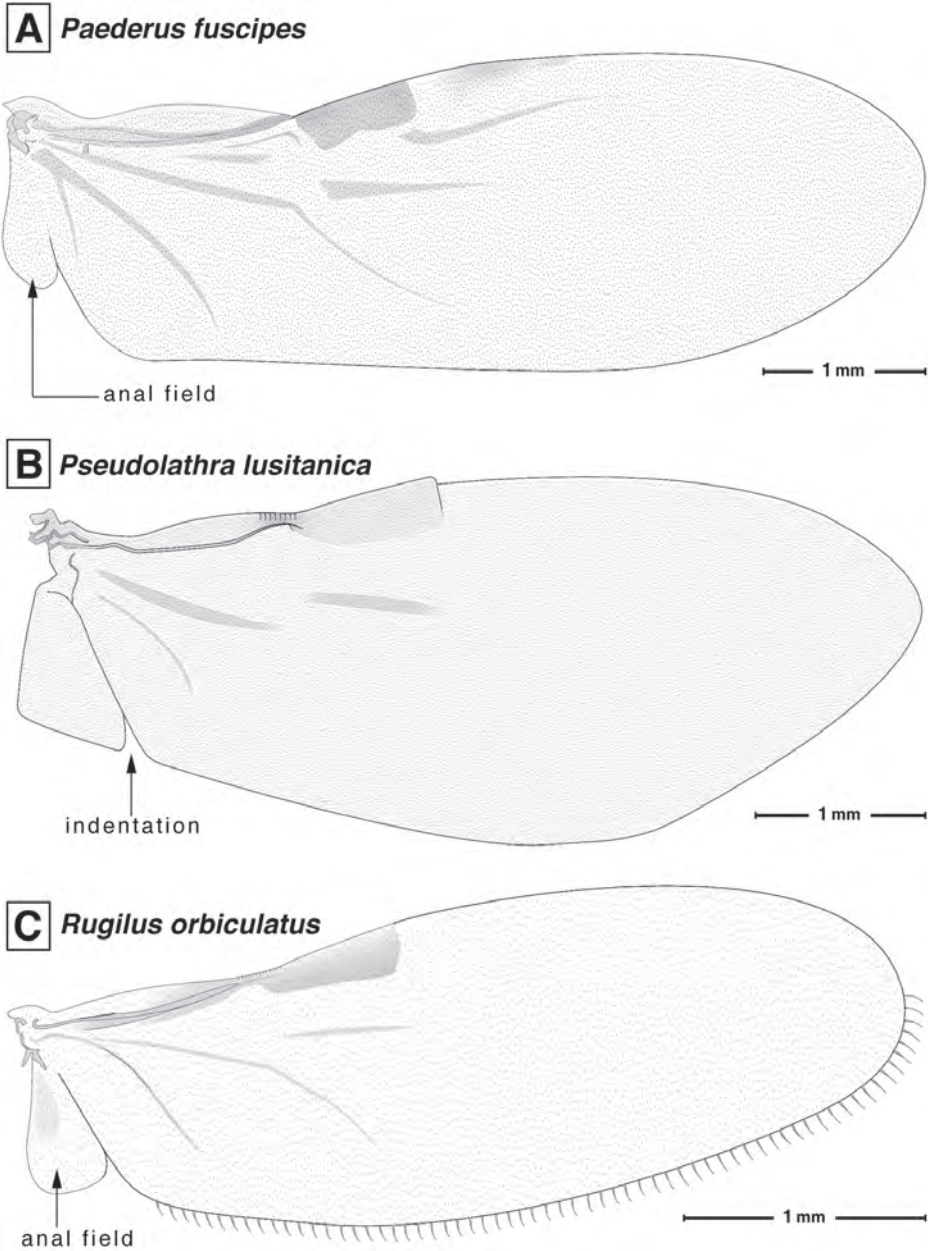 A Paederus fuscipes
1 mm
anal field
B Pseudolathra lusitanica
1 mm
indentation
C Rugilus orbiculatus
1 mm
anal field